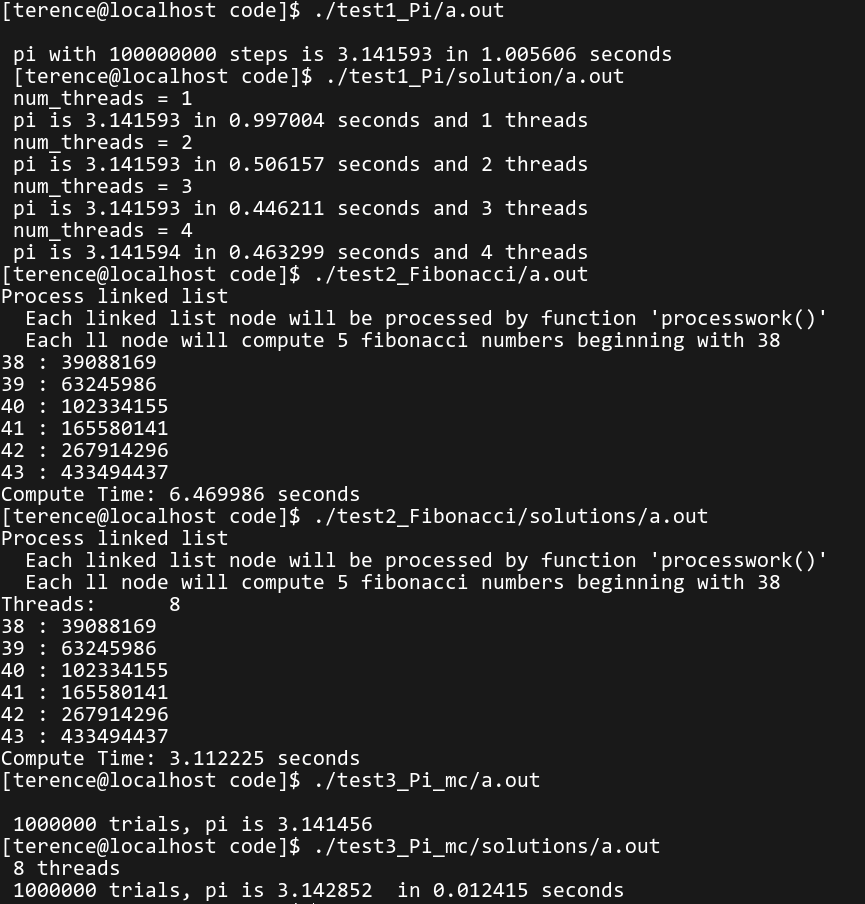 [terence@localhost code]$ ./test1_Pi/a.out
pi with 100000000 steps is 3.141593 in 1.005606 seconds
[terence@localhost code]$ ./test1_Pi/solution/a.out
num_threads = 1
pi is 3.141593 in 0.997004 seconds and 1 threads
num_threads = 2
pi is 3.141593 in 0.506157 seconds and 2 threads
num_threads = 3
pi is 3.141593 in 0.446211 seconds and 3 threads
num_threads = 4
pi is 3.141594 in 0.463299 seconds and 4 threads
[terence@localhost code]$ ./test2_Fibonacci/a.out
Process linked list
  Each linked list node will be processed by function 'processwork()'
  Each ll node will compute 5 fibonacci numbers beginning with 38
38 : 39088169
39 : 63245986
40 : 102334155
41 : 165580141
42 : 267914296
43 : 433494437
Compute Time: 6.469986 seconds
[terence@localhost code]$ ./test2_Fibonacci/solutions/a.out
Process linked list
  Each linked list node will be processed by function 'processwork()'
  Each ll node will compute 5 fibonacci numbers beginning with 38
Threads:      8
38 : 39088169
39 : 63245986
40 : 102334155
41 : 165580141
42 : 267914296
43 : 433494437
Compute Time: 3.112225 seconds
[terence@localhost code]$ ./test3_Pi_mc/a.out
1000000 trials, pi is 3.141456
[terence@localhost code]$ ./test3_Pi_mc/solutions/a.out
8 threads
1000000 trials, pi is 3.142852  in 0.012415 seconds